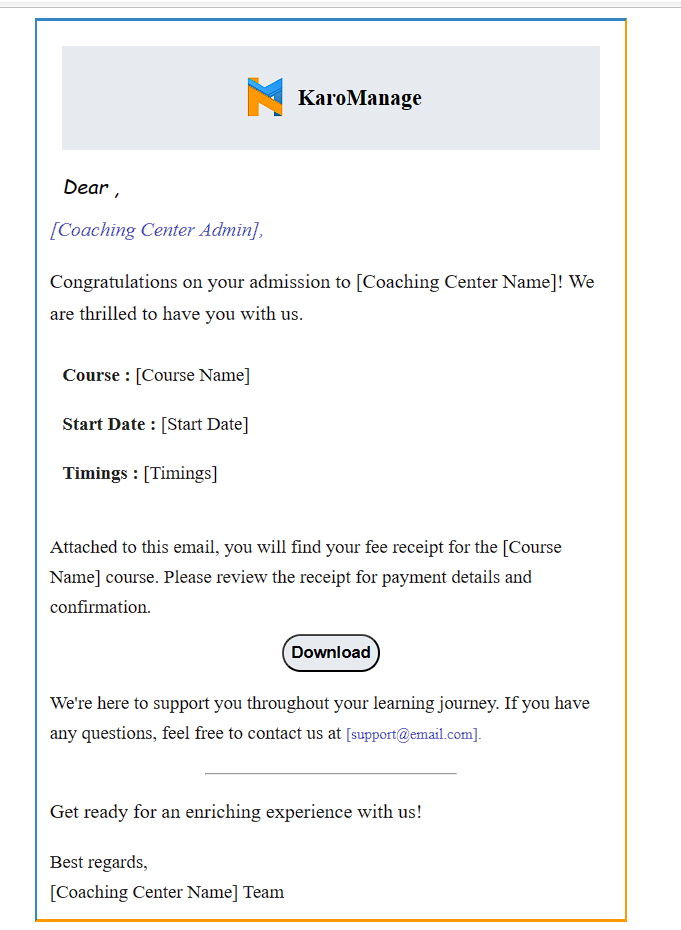 KaroManage
Dear ,
[Coaching Center Admin],
Congratulations on your admission to [Coaching Center Name]! We
are thrilled to have you with us.
Course : [Course Name]
Start Date : [Start Date]
Timings : [Timings]
Attached to this email, you will find your fee receipt for the [Course
Name] course. Please review the receipt for payment details and
confirmation.
Download
We're here to support you throughout your learning journey. If you have
any questions, feel free to contact us at [support@email.com].
Get ready for an enriching experience with us!
Best regards,
[Coaching Center Name] Team